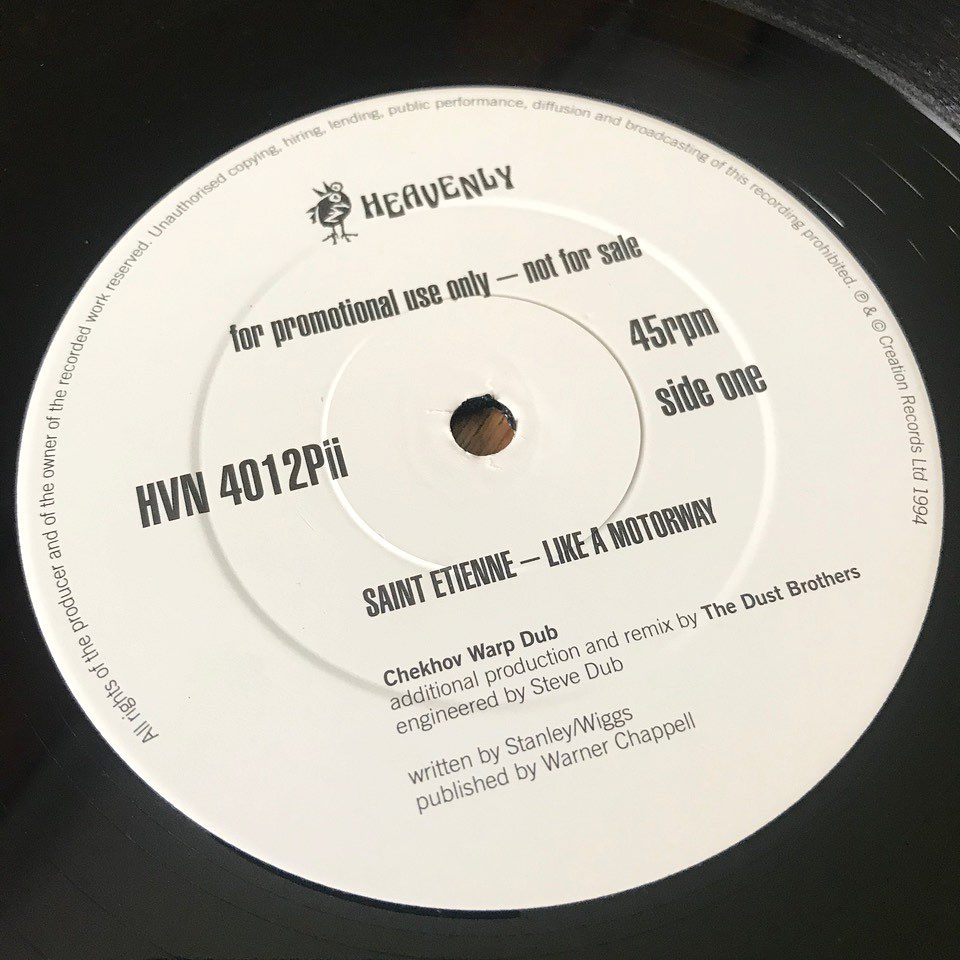 All rights of the producer and of the owner of the recorded work reserved. Unauthorised copying, hiring, lending, public performance, diffusion and broadcasting of this recording prohibited. ℗ & © Creation Records Ltd 1994
HEAVENLY
for promotional use only – not for sale
45rpm
side one
HVN 4012Pii
SAINT ETIENNE – LIKE A MOTORWAY
Chekhov Warp Dub
additional production and remix by The Dust Brothers
engineered by Steve Dub
written by Stanley/Wiggs
published by Warner Chappell